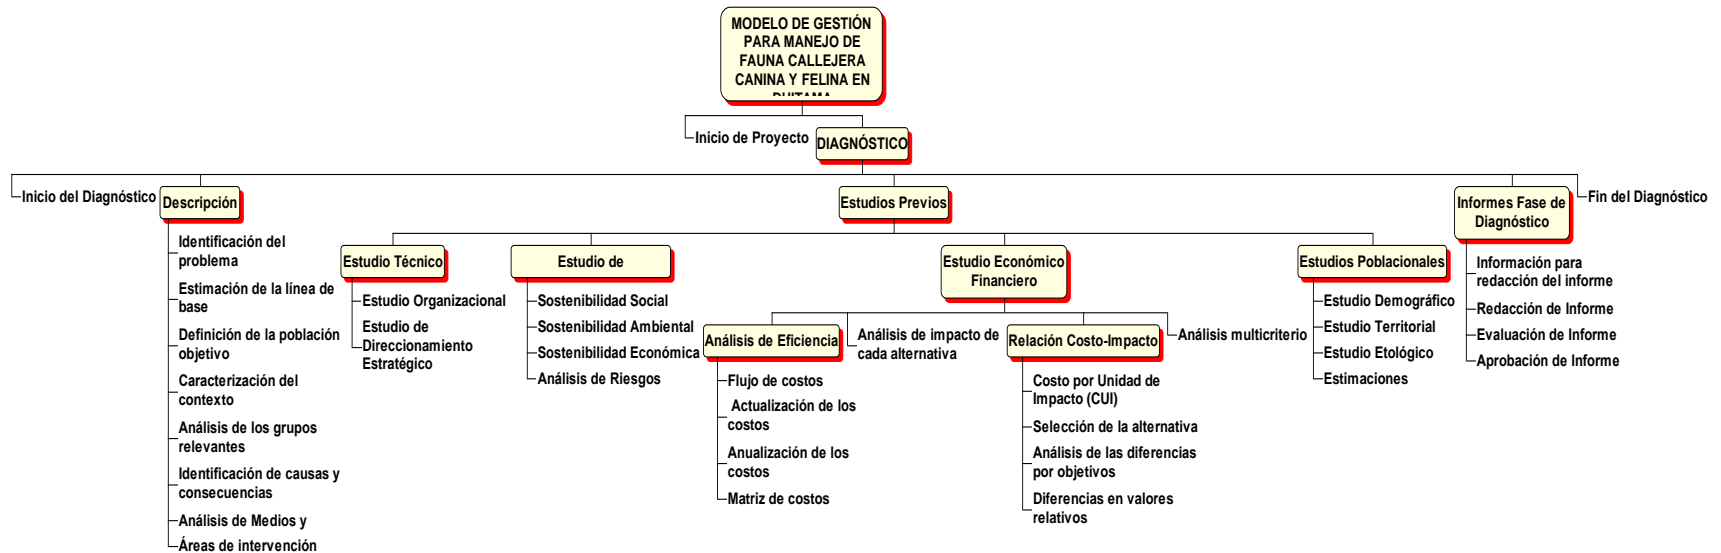 MODELO DE GESTIÓN
PARA MANEJO DE
FAUNA CALLEJERA
CANINA Y FELINA EN
DUITAMA
Inicio de Proyecto
DIAGNÓSTICO
Inicio del Diagnóstico
Descripción
Identificación del
problema
Estimación de la línea de
base
Definición de la población
objetivo
Caracterización del
contexto
Análisis de los grupos
relevantes
Identificación de causas y
consecuencias
Análisis de Medios y
Áreas de intervención
Estudios Previos
Estudio Técnico
Estudio Organizacional
Estudio de
Direccionamiento
Estratégico
Estudio de
Sostenibilidad Social
Sostenibilidad Ambiental
Sostenibilidad Económica
Análisis de Riesgos
Estudio Económico
Financiero
Análisis de Eficiencia
Flujo de costos
Actualización de los
costos
Anualización de los
costos
Matriz de costos
Análisis de impacto de
cada alternativa
Relación Costo-Impacto
Costo por Unidad de
Impacto (CUI)
Selección de la alternativa
Análisis de las diferencias
por objetivos
Diferencias en valores
relativos
Análisis multicriterio
Estudios Poblacionales
Estudio Demográfico
Estudio Territorial
Estudio Etológico
Estimaciones
Informes Fase de
Diagnóstico
Información para
redacción del informe
Redacción de Informe
Evaluación de Informe
Aprobación de Informe
Fin del Diagnóstico